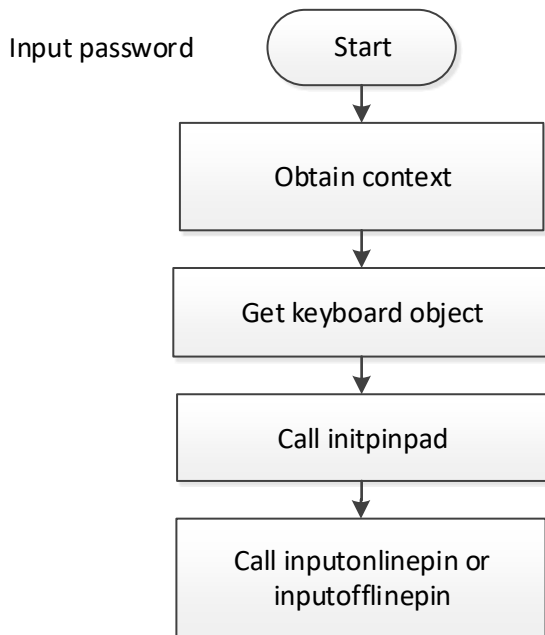 Input password
Start
Obtain context
Get keyboard object
Call initpinpad
Call inputonlinepin or
inputofflinepin